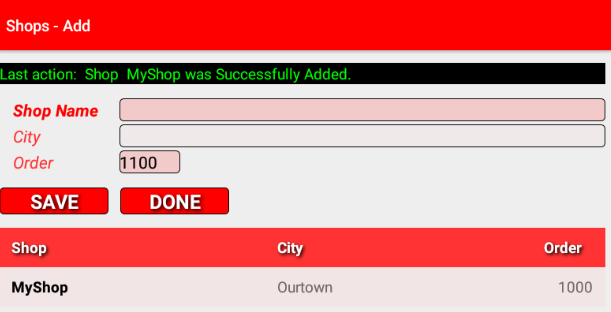 Shops - Add
Last action:  Shop  MyShop was Successfully Added.
Shop Name
City
Order 1100
SAVE DONE
Shop City Order
MyShop Ourtown 1000